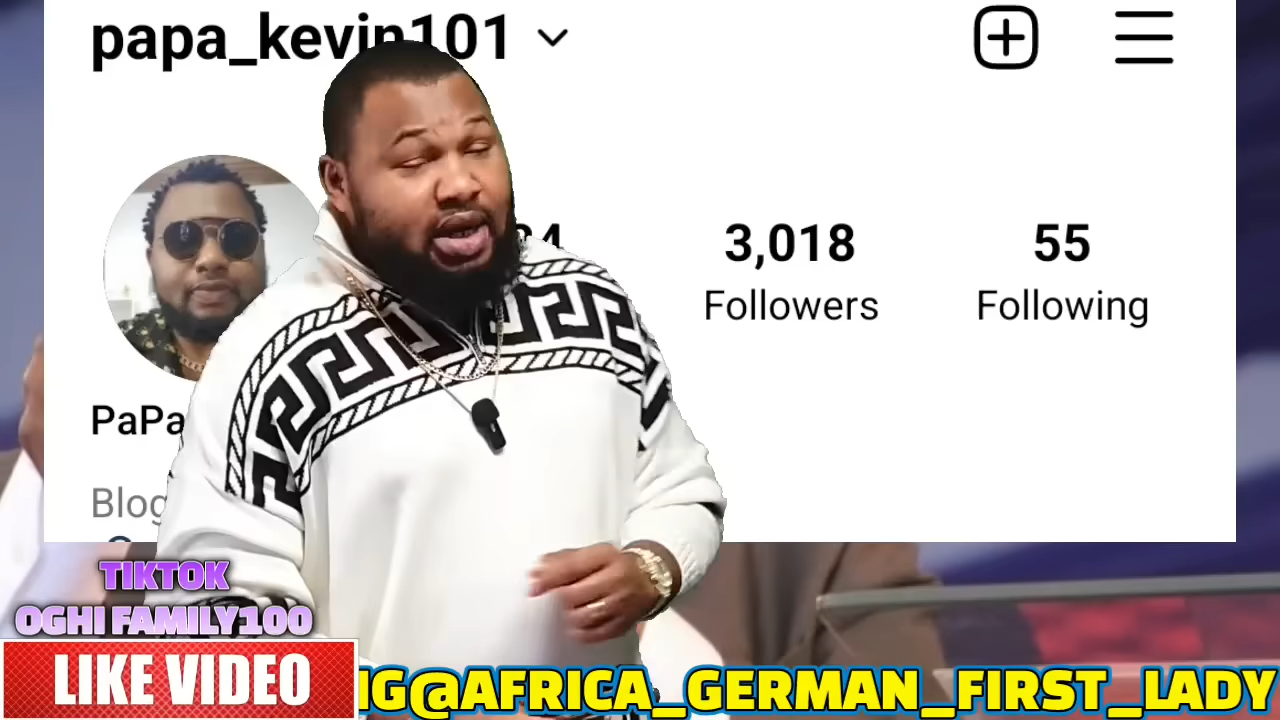 papa_kevin101
3,018
55
Followers
Following
PaPa
Blog
TIKTOK
OGHI FAMILY100
LIKE VIDEO
IG@AFRICA_GERMAN_FIRST_LADY